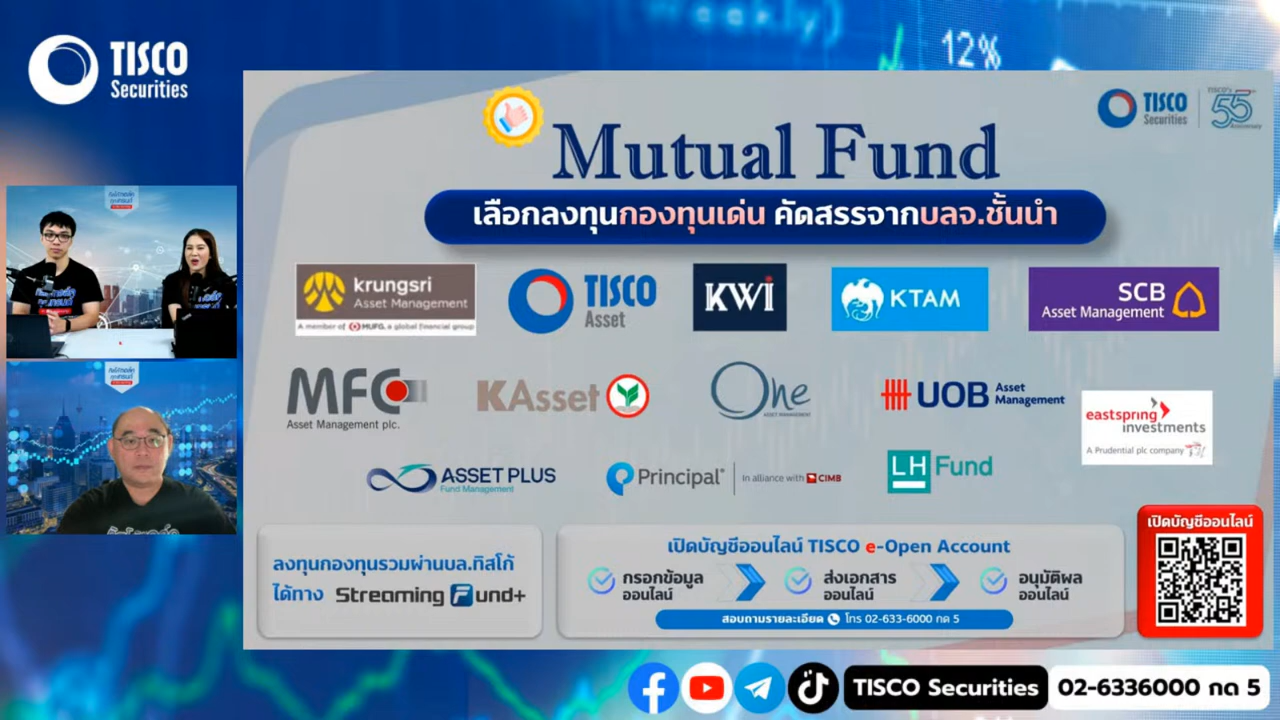 TISCO
Securities
(Weekly)
12%
TISCO
Securities
TISCO's
55th
Anniversary
Mutual Fund
เลือกลงทุนกองทุนเด่น คัดสรรจากบลจ.ชั้นนำ
krungsri
Asset Management
A member of MUFG, a global financial group
TISCO
Asset
KWI
KTAM
SCB
Asset Management
MFC
Asset Management plc.
KAsset
One
ASSET MANAGEMENT
UOB Asset
Management
eastspring
investments
A Prudential plc company
ASSET PLUS
Fund Management
Principal
In alliance with CIMB
LH Fund
ลงทุนกองทุนรวมผ่านบล.ทิสโก้
ได้ทาง Streaming Fund+
เปิดบัญชีออนไลน์ TISCO e-Open Account
กรอกข้อมูล
ออนไลน์
ส่งเอกสาร
ออนไลน์
อนุมัติผล
ออนไลน์
สอบถามรายละเอียด โทร 02-633-6000 กด 5
เปิดบัญชีออนไลน์
TISCO Securities
02-6336000 กด 5